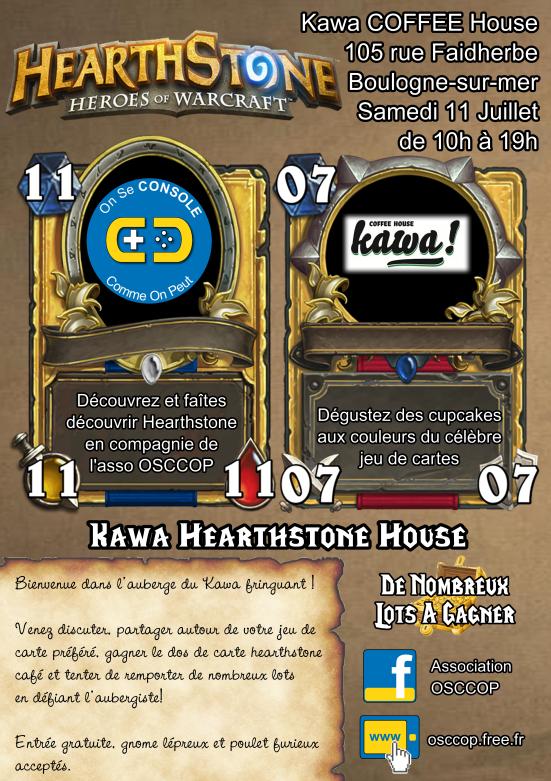 HEARTHSTONE
HEROES OF WARCRAFT
Kawa COFFEE House
105 rue Faidherbe
Boulogne-sur-mer
Samedi 11 Juillet
de 10h à 19h
11
On Se CONSOLE
Comme On Peut
Découvrez et faîtes
découvrir Hearthstone
en compagnie de
l'asso OSCCOP
11
11
07
COFFEE HOUSE
kawa!
Dégustez des cupcakes
aux couleurs du célèbre
jeu de cartes
07
07
KAWA HEARTHSTONE HOUSE
Bienvenue dans l'auberge du Kawa fringuant !
Venez discuter, partager autour de votre jeu de
carte préféré, gagner le dos de carte hearthstone
café et tenter de remporter de nombreux lots
en défiant l'aubergiste!
Entrée gratuite, gnome lépreux et poulet furieux
acceptés.
DE NOMBREUX
LOTS A GAGNER
f
Association
OSCCOP
www
osccop.free.fr